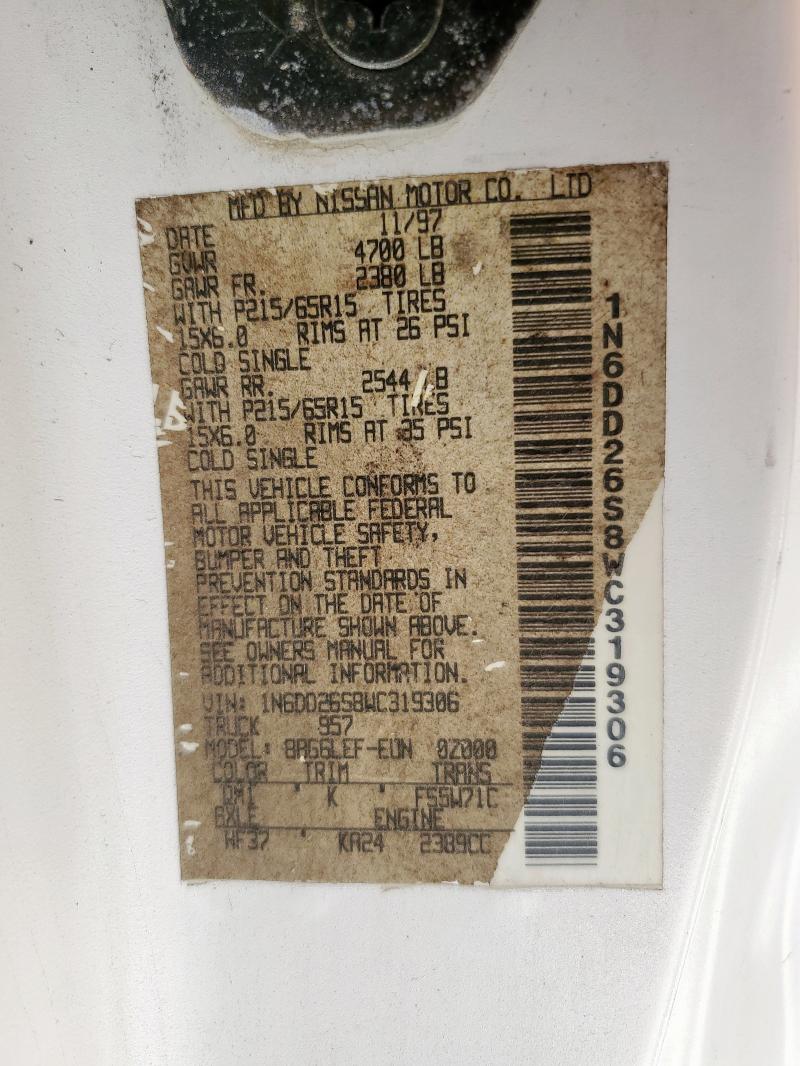 MFD BY NISSAN MOTOR CO. LTD
DATE 11/97
GVWR 4700 LB
GAWR FR. 2380 LB
WITH P215/65R15 TIRES
15X6.0 RIMS AT 26 PSI
COLD SINGLE
GAWR RR. 2544 LB
WITH P215/65R15 TIRES
15X6.0 RIMS AT 35 PSI
COLD SINGLE
THIS VEHICLE CONFORMS TO
ALL APPLICABLE FEDERAL
MOTOR VEHICLE SAFETY,
BUMPER AND THEFT
PREVENTION STANDARDS IN
EFFECT ON THE DATE OF
MANUFACTURE SHOWN ABOVE.
SEE OWNERS MANUAL FOR
ADDITIONAL INFORMATION.
VIN: 1N6DD26S8WC319306
TRUCK 957
MODEL: 8AGGLEF-EUN 0Z000
COLOR TRIM TRANS
QM1 ' K ' FS5W71C
AXLE ENGINE
HF37 ' KA24 2389CC
1N6DD26S8WC319306